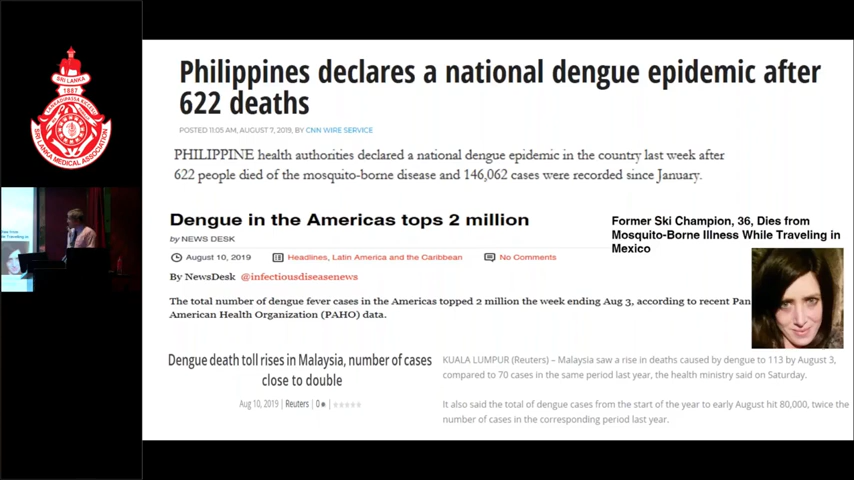 SRI LANKA
1887
SRI LANKA MEDICAL ASSOCIATION
Philippines declares a national dengue epidemic after
622 deaths
POSTED 11:05 AM, AUGUST 7, 2019, BY CNN WIRE SERVICE
PHILIPPINE health authorities declared a national dengue epidemic in the country last week after
622 people died of the mosquito-borne disease and 146,062 cases were recorded since January.
Dengue in the Americas tops 2 million
by NEWS DESK
August 10, 2019 Headlines, Latin America and the Caribbean No Comments
By NewsDesk @infectiousdiseasenews
The total number of dengue fever cases in the Americas topped 2 million the week ending Aug 3, according to recent Pan
American Health Organization (PAHO) data.
Former Ski Champion, 36, Dies from
Mosquito-Borne Illness While Traveling in
Mexico
Dengue death toll rises in Malaysia, number of cases
close to double
Aug 10, 2019 | Reuters | 0
KUALA LUMPUR (Reuters) – Malaysia saw a rise in deaths caused by dengue to 113 by August 3,
compared to 70 cases in the same period last year, the health ministry said on Saturday.
It also said the total of dengue cases from the start of the year to early August hit 80,000, twice the
number of cases in the corresponding period last year.